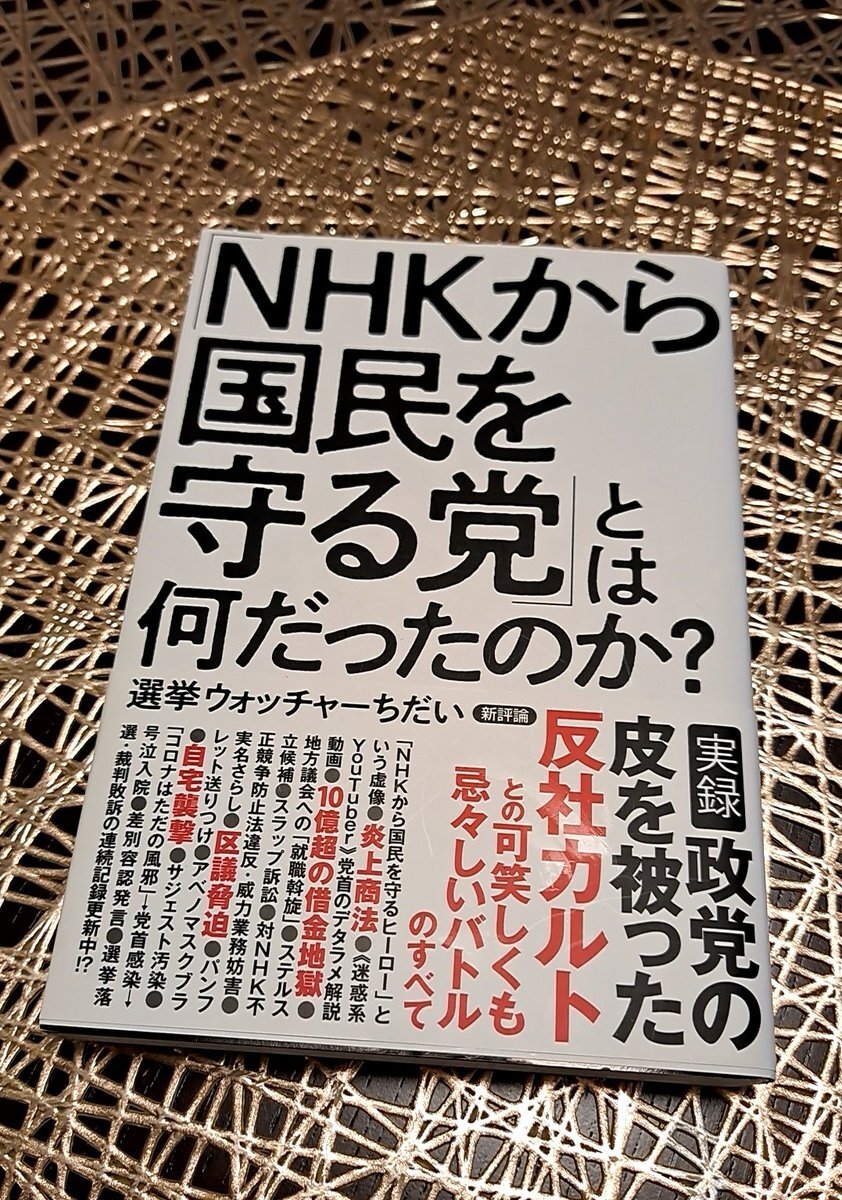 「NHKから
国民を
守る党」とは
何だったのか?
選挙ウォッチャーちだい 新評論
実録 政党の
皮を被った
反社カルト
との可笑しくも
忌々しいバトル
のすべて
「NHKから国民を守るヒーロー」と
いう虚像●炎上商法●《迷惑系
YouTuber》党首のデタラメ解説
動画●10億超の借金地獄●
地方議会への「就職斡旋」●ステルス
立候補●スラップ訴訟●対NHK不
正競争防止法違反・威力業務妨害●
実名さらし●区議脅迫●パンフ
レット送りつけ●アベノマスクブラ
●自宅襲撃●サジェスト汚染●
「コロナはただの風邪」→党首感染→
号泣入院●差別容認発言●選挙落
選・裁判敗訴の連続記録更新中!?